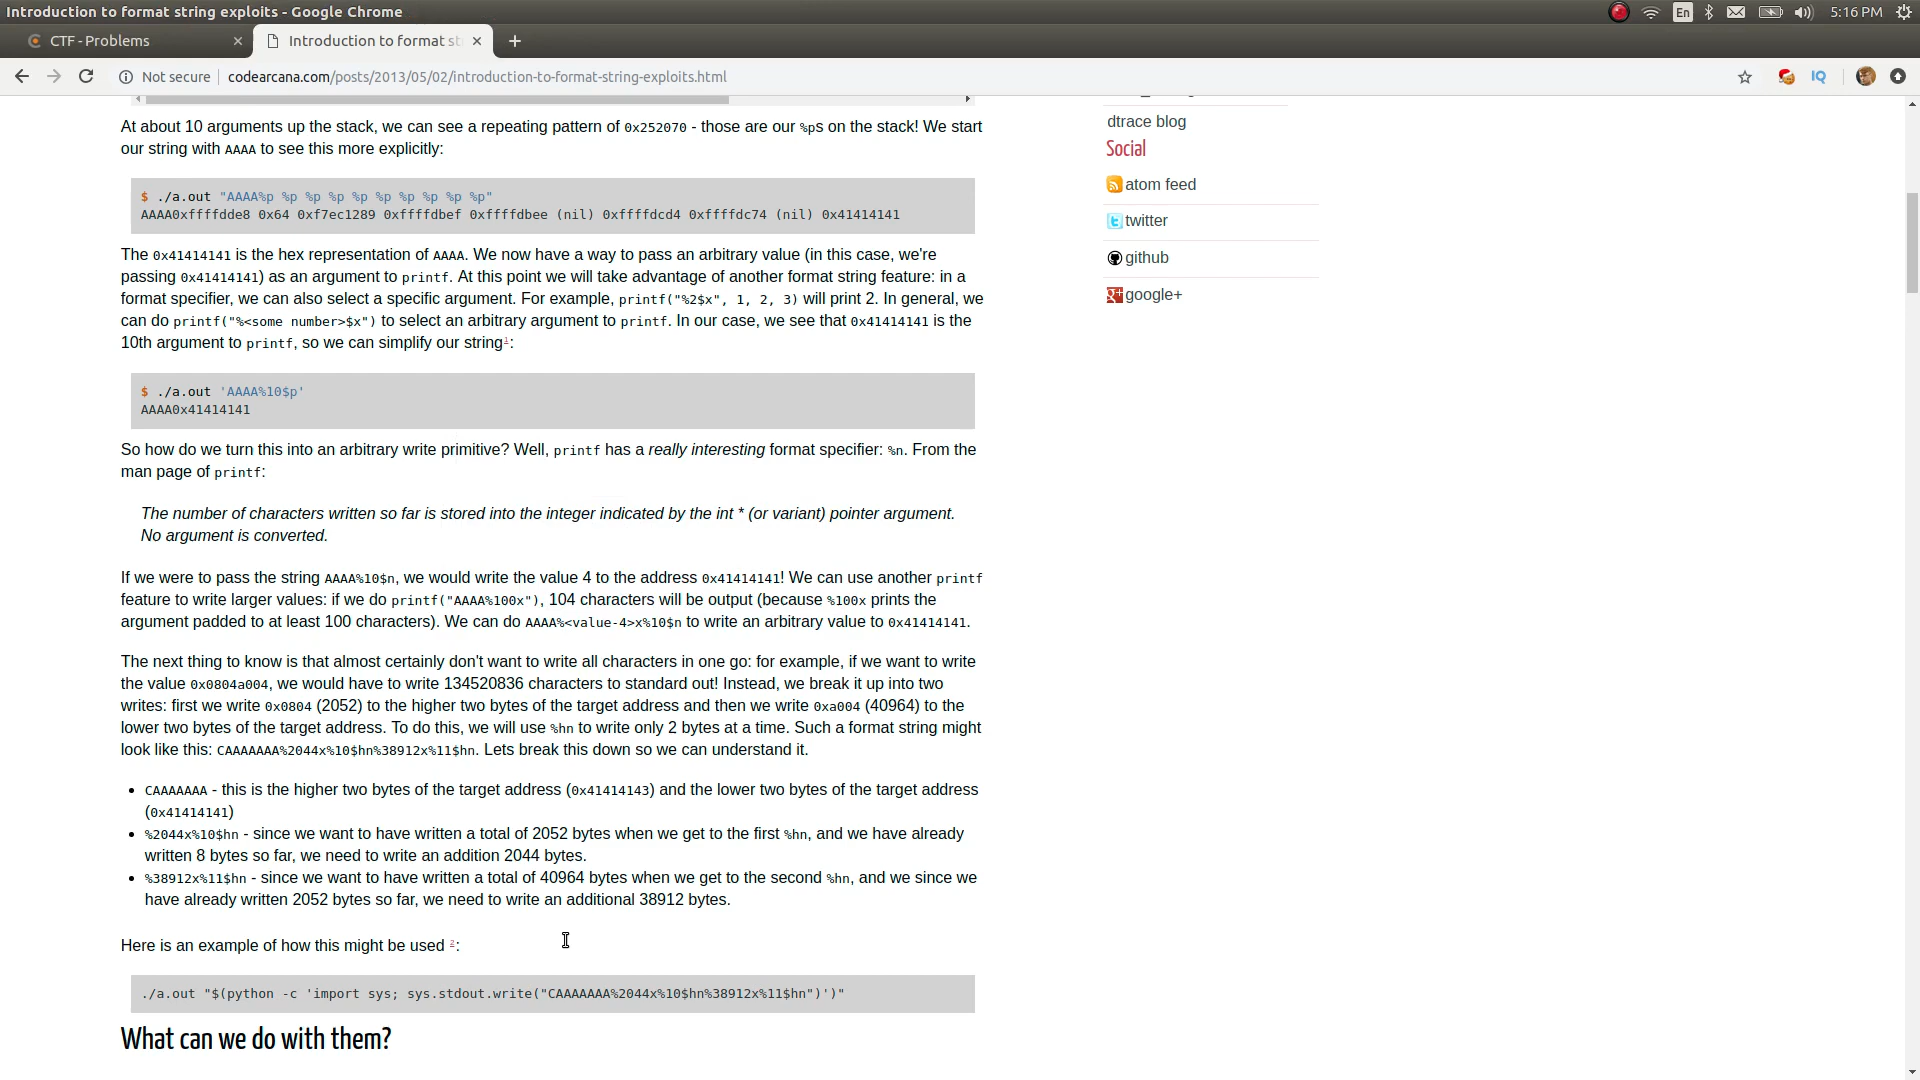 Introduction to format string exploits - Google Chrome
En
5:16 PM
CTF - Problems
Introduction to format st
Not secure
codearcana.com/posts/2013/05/02/introduction-to-format-string-exploits.html
IQ
At about 10 arguments up the stack, we can see a repeating pattern of 0x252070 - those are our %ps on the stack! We start
our string with AAAA to see this more explicitly:
$ ./a.out "AAAA%p %p %p %p %p %p %p %p %p %p"
AAAA0xffffdde8 0x64 0xf7ec1289 0xffffdbef 0xffffdbee (nil) 0xffffdcd4 0xffffdc74 (nil) 0x41414141
The 0x41414141 is the hex representation of AAAA. We now have a way to pass an arbitrary value (in this case, we're
passing 0x41414141) as an argument to printf. At this point we will take advantage of another format string feature: in a
format specifier, we can also select a specific argument. For example, printf("%2$x", 1, 2, 3) will print 2. In general, we
can do printf("%<some number>$x") to select an arbitrary argument to printf. In our case, we see that 0x41414141 is the
10th argument to printf, so we can simplify our string1:
$ ./a.out 'AAAA%10$p'
AAAA0x41414141
So how do we turn this into an arbitrary write primitive? Well, printf has a really interesting format specifier: %n. From the
man page of printf:
The number of characters written so far is stored into the integer indicated by the int * (or variant) pointer argument.
No argument is converted.
If we were to pass the string AAAA%10$n, we would write the value 4 to the address 0x41414141! We can use another printf
feature to write larger values: if we do printf("AAAA%100x"), 104 characters will be output (because %100x prints the
argument padded to at least 100 characters). We can do AAAA%<value-4>x%10$n to write an arbitrary value to 0x41414141.
The next thing to know is that almost certainly don't want to write all characters in one go: for example, if we want to write
the value 0x0804a004, we would have to write 134520836 characters to standard out! Instead, we break it up into two
writes: first we write 0x0804 (2052) to the higher two bytes of the target address and then we write 0xa004 (40964) to the
lower two bytes of the target address. To do this, we will use %hn to write only 2 bytes at a time. Such a format string might
look like this: CAAAAAAA%2044x%10$hn%38912x%11$hn. Lets break this down so we can understand it.
• CAAAAAAA - this is the higher two bytes of the target address (0x41414143) and the lower two bytes of the target address
(0x41414141)
• %2044x%10$hn - since we want to have written a total of 2052 bytes when we get to the first %hn, and we have already
written 8 bytes so far, we need to write an addition 2044 bytes.
• %38912x%11$hn - since we want to have written a total of 40964 bytes when we get to the second %hn, and we since we
have already written 2052 bytes so far, we need to write an additional 38912 bytes.
Here is an example of how this might be used 2:
./a.out "$(python -c 'import sys; sys.stdout.write("CAAAAAAA%2044x%10$hn%38912x%11$hn")')"
What can we do with them?
dtrace blog
Social
atom feed
twitter
github
google+